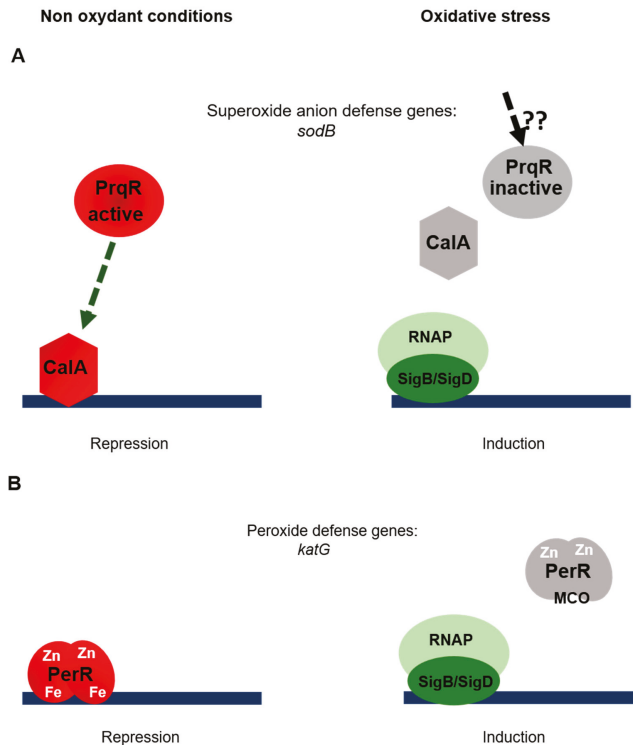 Non oxydant conditions
Oxidative stress
A
Superoxide anion defense genes:
sodB
??
PrqR
active
PrqR
inactive
CalA
CalA
RNAP
SigB/SigD
Repression
Induction
B
Peroxide defense genes:
katG
Zn Zn
PerR
MCO
RNAP
SigB/SigD
Zn Zn
PerR
Fe Fe
Repression
Induction